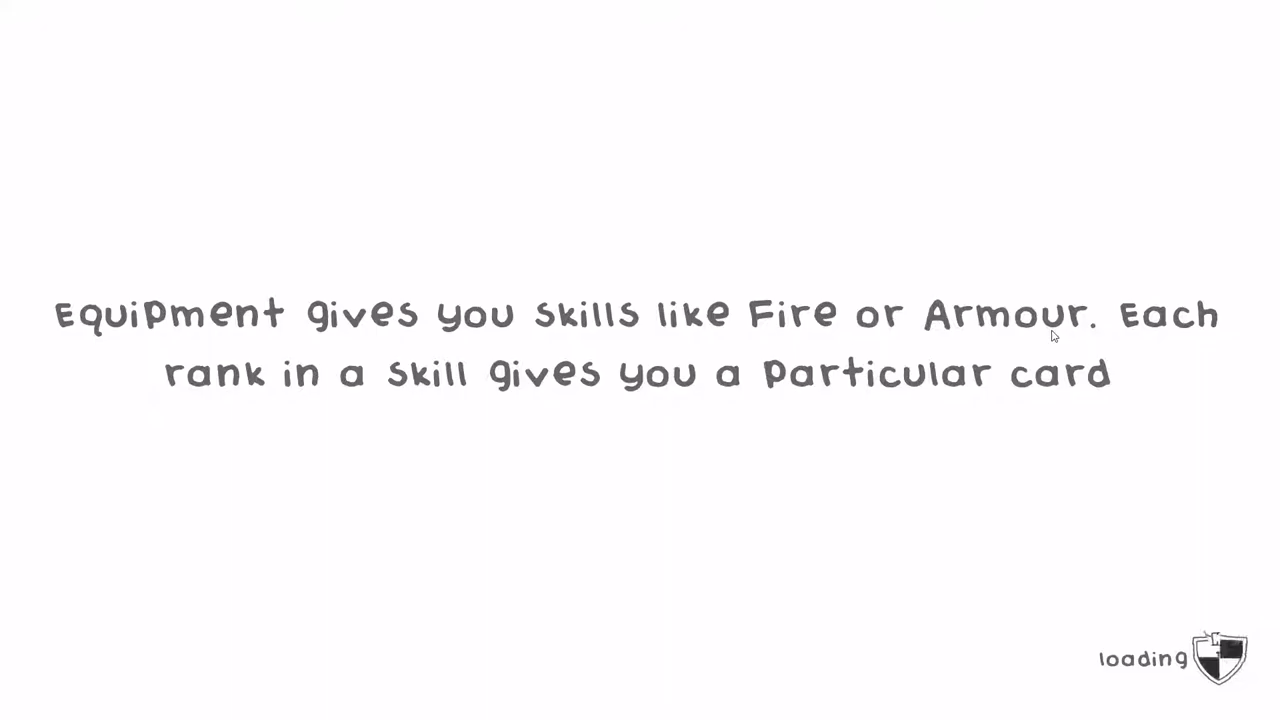 Equipment gives you skills like Fire or Armour. Each
rank in a skill gives you a particular card
loading